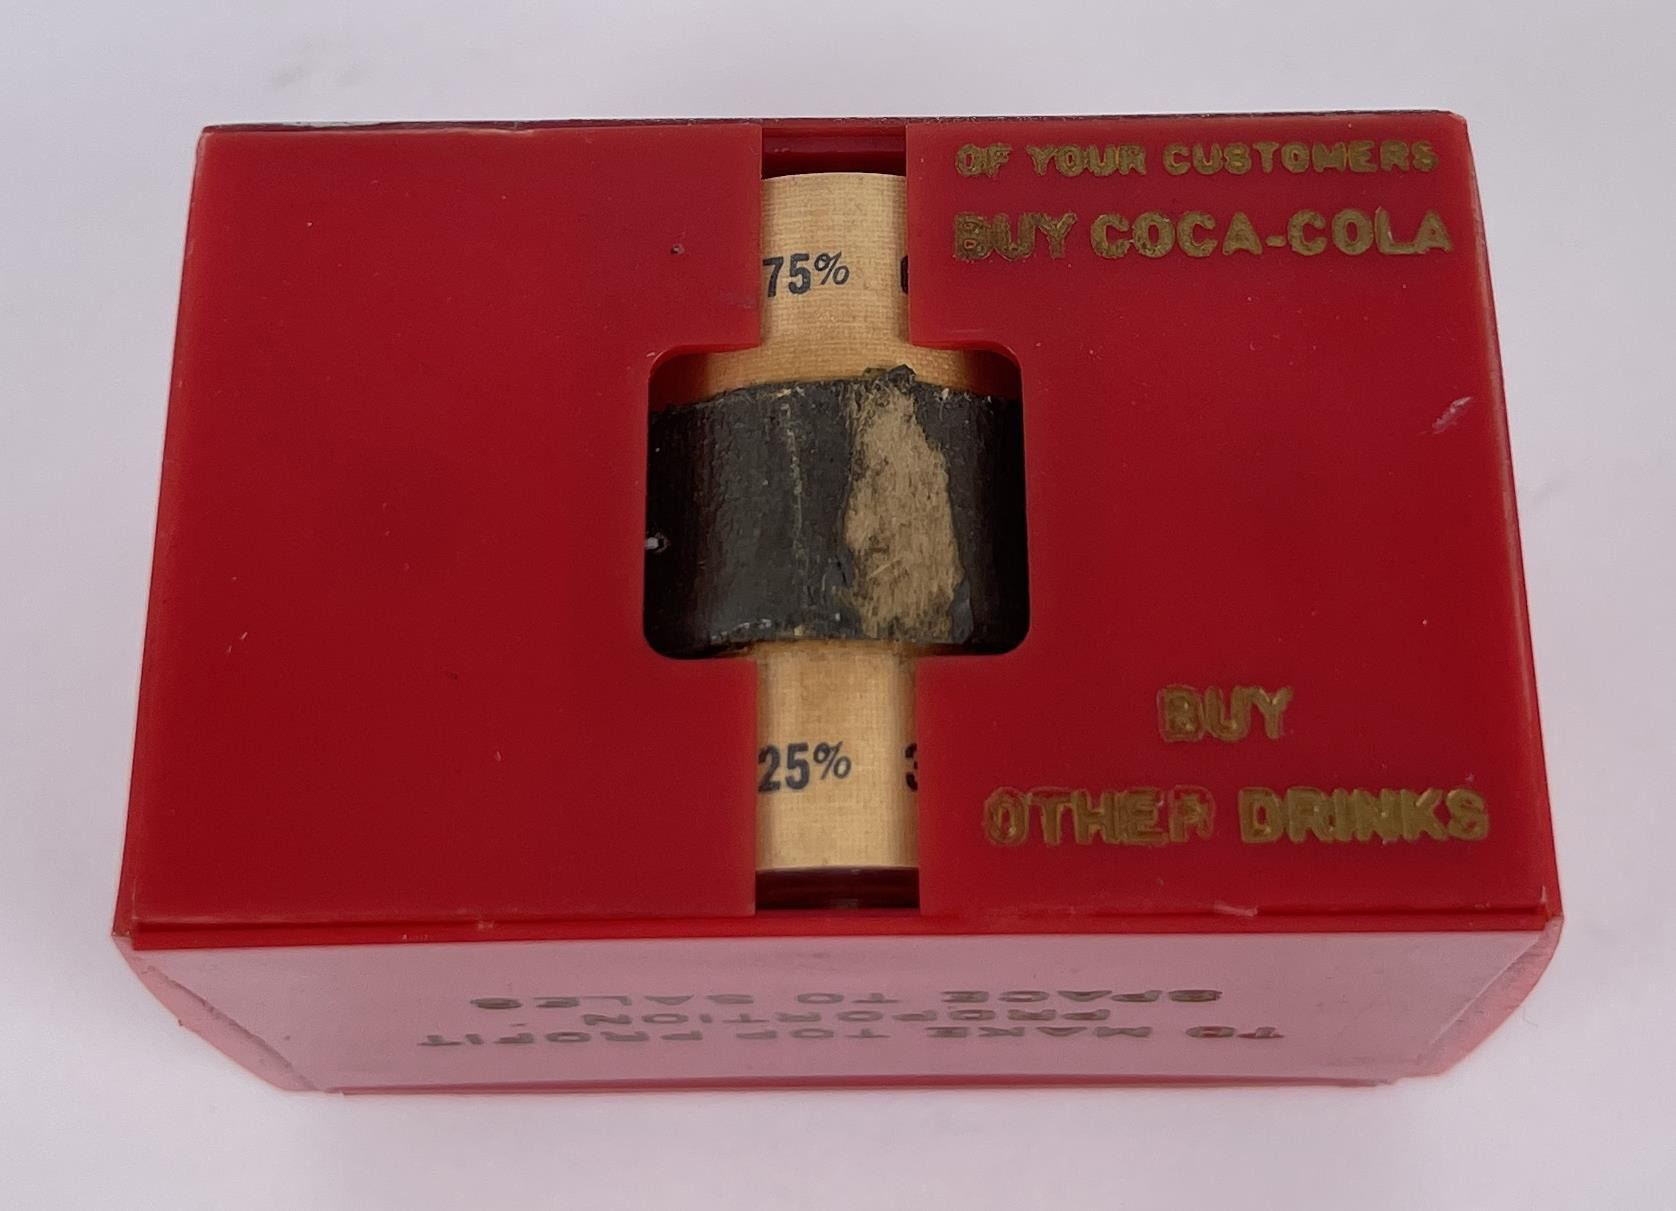 OF YOUR CUSTOMERS
BUY COCA-COLA
75%
BUY
25%
OTHER DRINKS
TO MAKE TOP PROFIT
PROPORTION
SPACE TO SALES